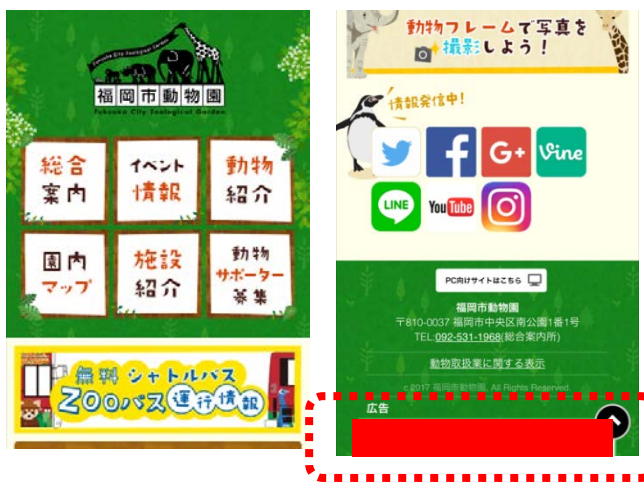 Fukuoka City Zoological Garden
福岡市動物園
Fukuoka City Zoological Garden
総合
案内
イベント
情報
動物
紹介
園内
マップ
施設
紹介
動物
サポーター
募集
無料 シャトルバス
ZOOバス運行情報
動物フレームで写真を
撮影しよう!
情報発信中!
f
G+
Vine
LINE
YouTube
PC向けサイトはこちら
福岡市動物園
〒810-0037 福岡市中央区南公園1番1号
TEL:092-531-1968(総合案内所)
動物取扱業に関する表示
c 2017 福岡市動物園. All Rights Reserved.
広告